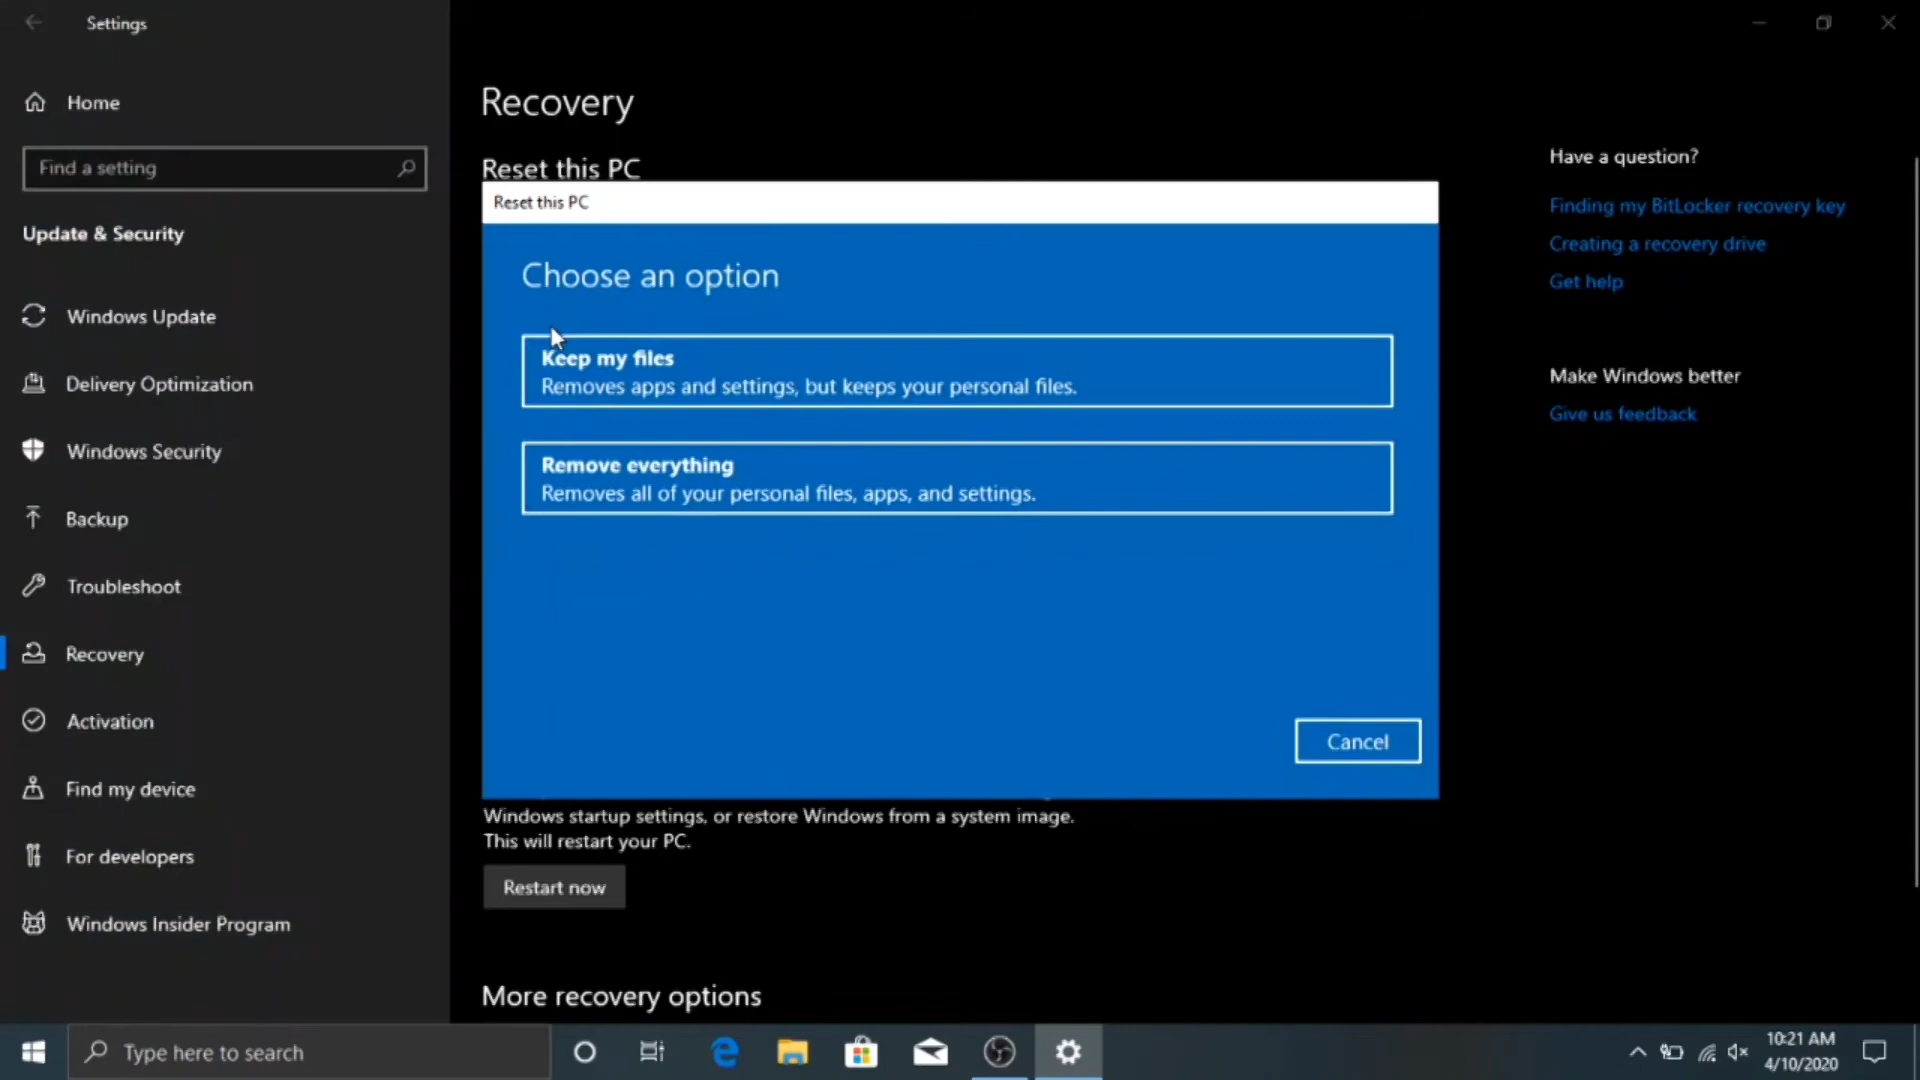 Settings
Home
Find a setting
Update & Security
Windows Update
Delivery Optimization
Windows Security
Backup
Troubleshoot
Recovery
Activation
Find my device
For developers
Windows Insider Program
Recovery
Reset this PC
Reset this PC
Choose an option
Keep my files
Removes apps and settings, but keeps your personal files.
Remove everything
Removes all of your personal files, apps, and settings.
Cancel
Windows startup settings, or restore Windows from a system image.
This will restart your PC.
Restart now
More recovery options
Have a question?
Finding my BitLocker recovery key
Creating a recovery drive
Get help
Make Windows better
Give us feedback
Type here to search
10:21 AM
4/10/2020